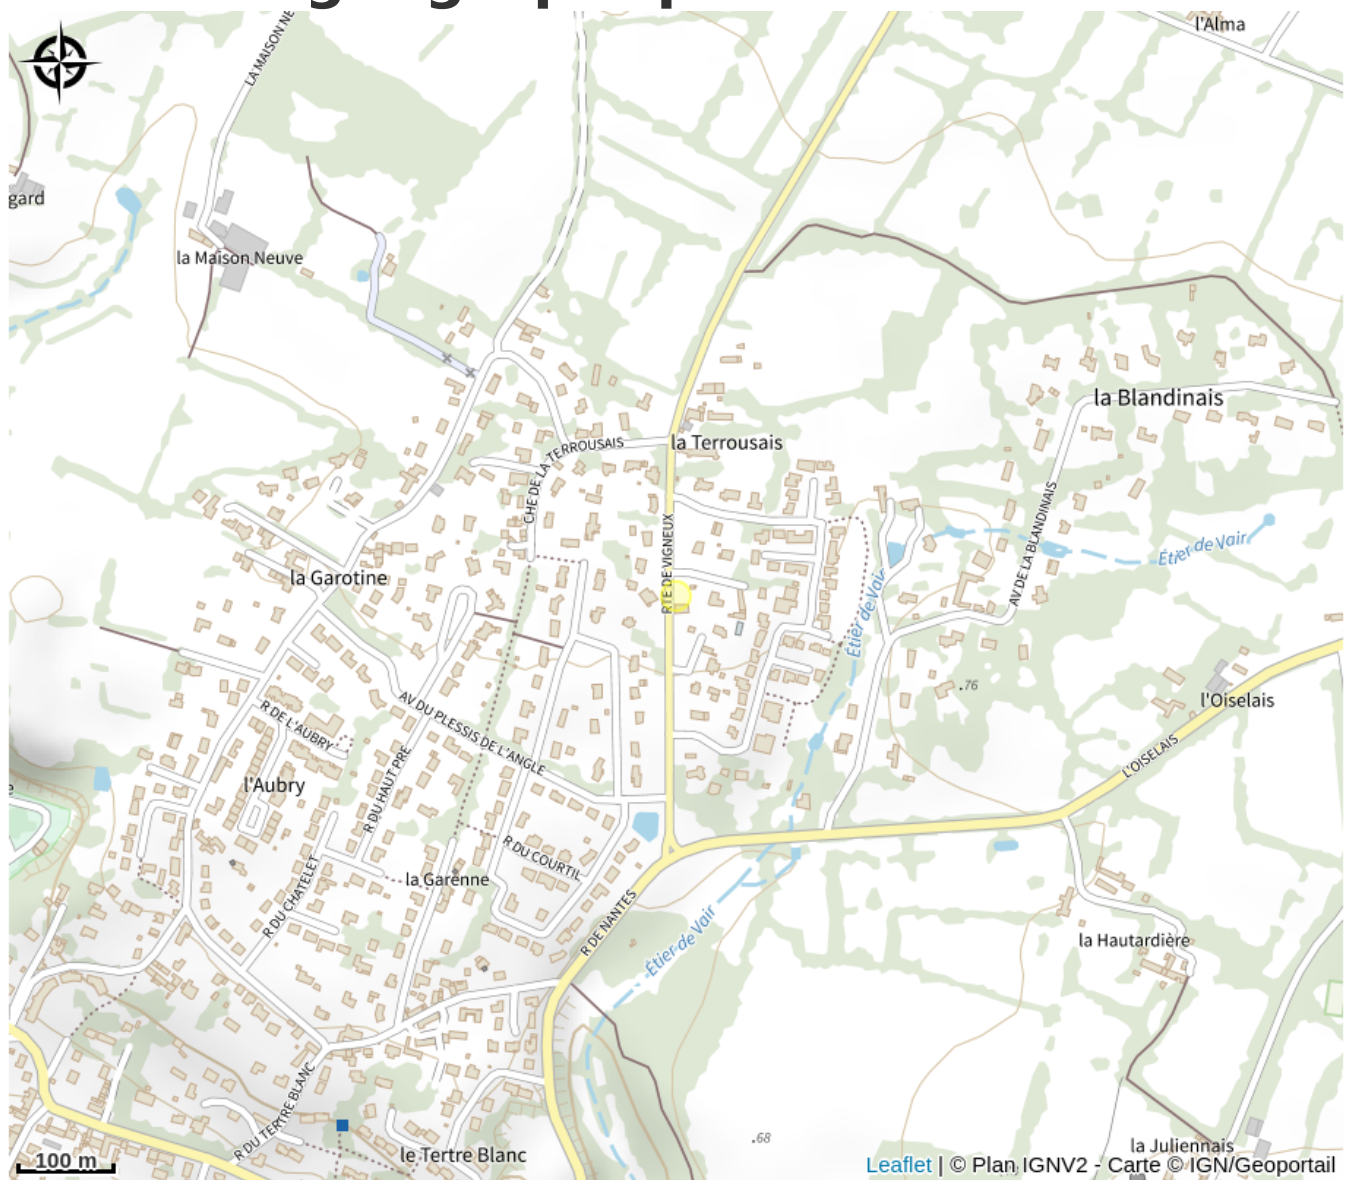 l'Alma
LA MAISON NE
gard
la Maison Neuve
la Blandinais
la Terrousais
CHE DE LA TERROUSAIS
RTE DE VIGNEUX
AV DE LA BLANDINAIS
Étier de Vair
la Garotine
Étier de Vair
.76
l'Oiselais
AV DU PLESSIS DE L'ANGLE
R DE L'AUBRY
L'OISELAIS
l'Aubry
R DU HAUT PRE
e
R DU COURTIL
la Garenne
R DU CHATELET
R DE NANTES
Étier de Vair
la Hautardière
R DU TERTRE BLANC
.68
le Tertre Blanc
la Juliennais
100 m
Leaflet | © Plan IGNV2 - Carte © IGN/Geoportail